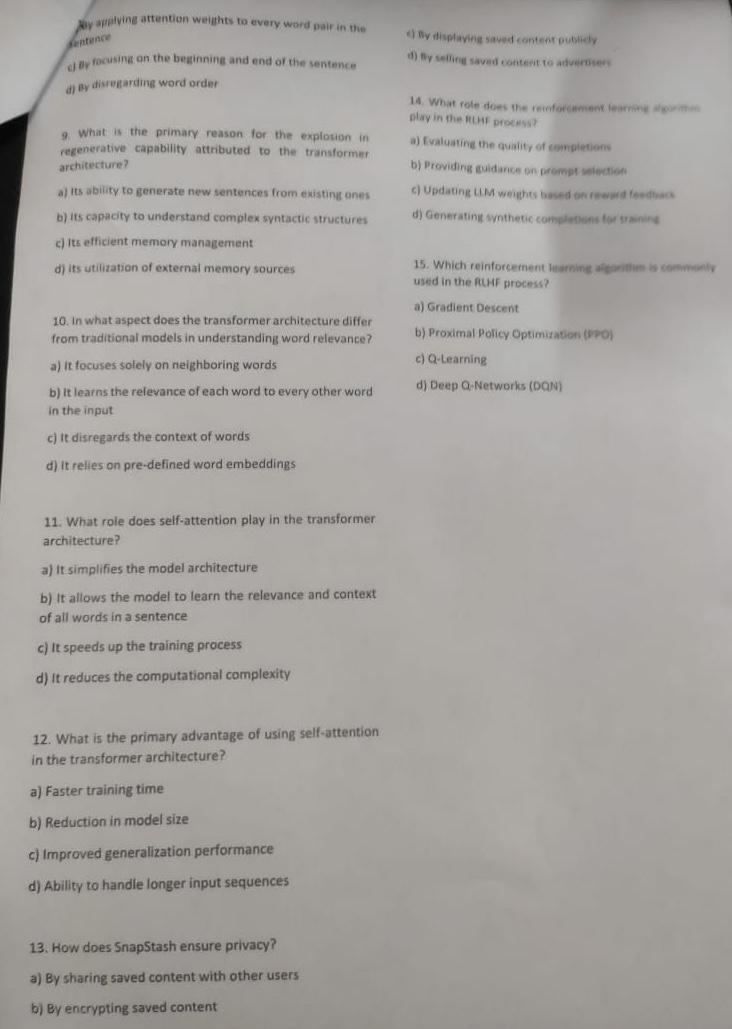 By applying attention weights to every word pair in the
sentence
c) By focusing on the beginning and end of the sentence
d) By disregarding word order
9. What is the primary reason for the explosion in
regenerative capability attributed to the transformer
architecture?
a) Its ability to generate new sentences from existing ones
b) Its capacity to understand complex syntactic structures
c) Its efficient memory management
d) Its utilization of external memory sources
10. In what aspect does the transformer architecture differ
from traditional models in understanding word relevance?
a) It focuses solely on neighboring words
b) It learns the relevance of each word to every other word
in the input
c) It disregards the context of words
d) It relies on pre-defined word embeddings
11. What role does self-attention play in the transformer
architecture?
a) It simplifies the model architecture
b) It allows the model to learn the relevance and context
of all words in a sentence
c) It speeds up the training process
d) It reduces the computational complexity
12. What is the primary advantage of using self-attention
in the transformer architecture?
a) Faster training time
b) Reduction in model size
c) Improved generalization performance
d) Ability to handle longer input sequences
13. How does SnapStash ensure privacy?
a) By sharing saved content with other users
b) By encrypting saved content
c) By displaying saved content publicly
d) By selling saved content to advertisers
14. What role does the reinforcement learning algorithm
play in the RLHF process?
a) Evaluating the quality of completions
b) Providing guidance on prompt selection
c) Updating LLM weights based on reward feedback
d) Generating synthetic completions for training
15. Which reinforcement learning algorithm is commonly
used in the RLHF process?
a) Gradient Descent
b) Proximal Policy Optimization (PPO)
c) Q-Learning
d) Deep Q-Networks (DQN)